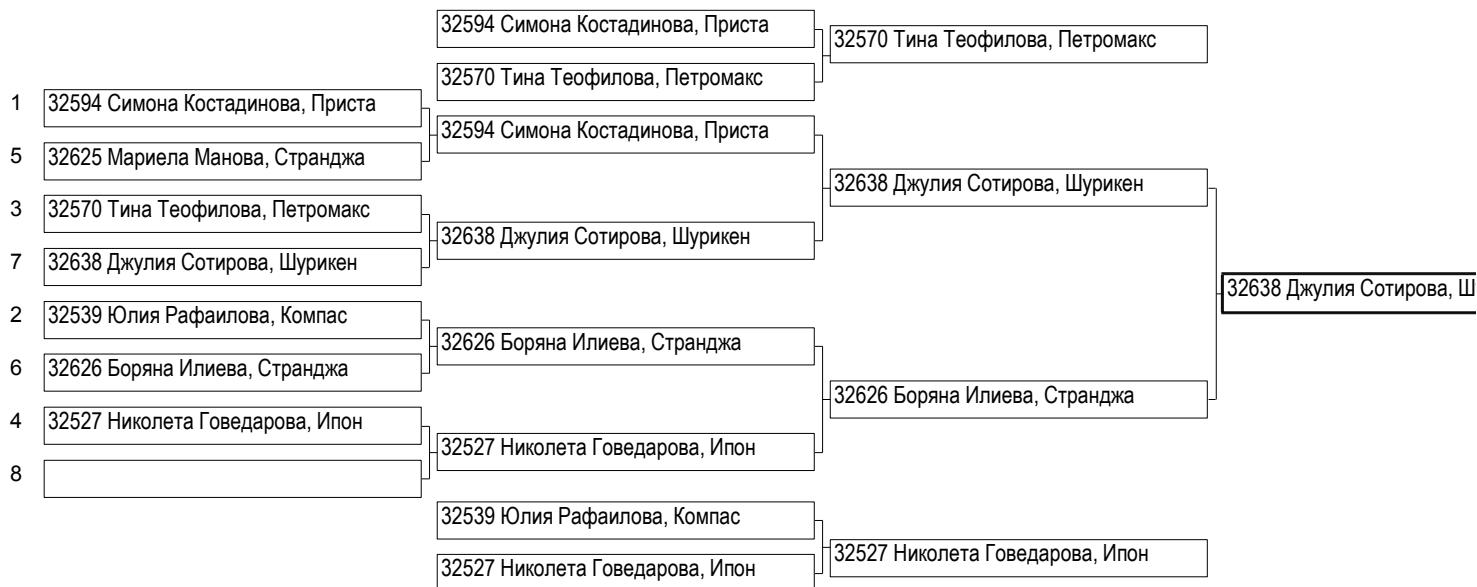 32594 Симона Костадинова, Приста
32570 Тина Теофилова, Петромакс
32570 Тина Теофилова, Петромакс
1 32594 Симона Костадинова, Приста
5 32625 Мариела Манова, Странджа
32594 Симона Костадинова, Приста
3 32570 Тина Теофилова, Петромакс
7 32638 Джулия Сотирова, Шурикен
32638 Джулия Сотирова, Шурикен
32638 Джулия Сотирова, Шурикен
2 32539 Юлия Рафаилова, Компас
6 32626 Боряна Илиева, Странджа
32626 Боряна Илиева, Странджа
4 32527 Николета Говедарова, Ипон
8
32527 Николета Говедарова, Ипон
32626 Боряна Илиева, Странджа
32638 Джулия Сотирова, Ш
32539 Юлия Рафаилова, Компас
32527 Николета Говедарова, Ипон
32527 Николета Говедарова, Ипон